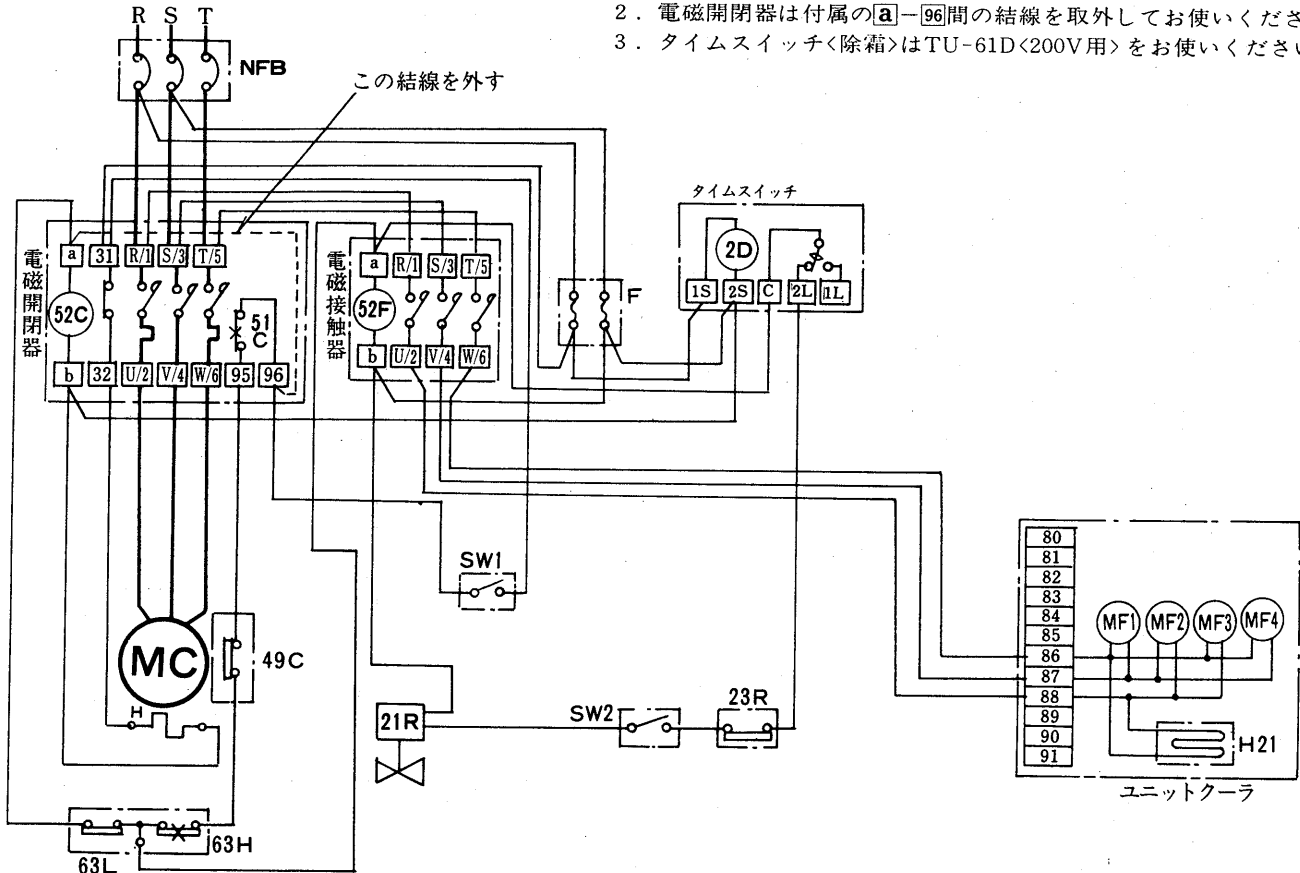 2．電磁開閉器は付属のa－96間の結線を取外してお使いくださ
3．タイムスイッチ<除霜>はTU-61D<200V用>をお使いください
R S T
NFB
この結線を外す
タイムスイッチ
2D
1S 2S C 2L 1L
F
電磁開閉器
a 31 R/1 S/3 T/5
52C
51C
b 32 U/2 V/4 W/6 95 96
電磁接触器
a R/1 S/3 T/5
52F
b U/2 V/4 W/6
SW1
MC
49C
H
21R
SW2
23R
63L
63H
80
81
82
83
84
85
86
87
88
89
90
91
MF1 MF2 MF3 MF4
H21
ユニットクーラ